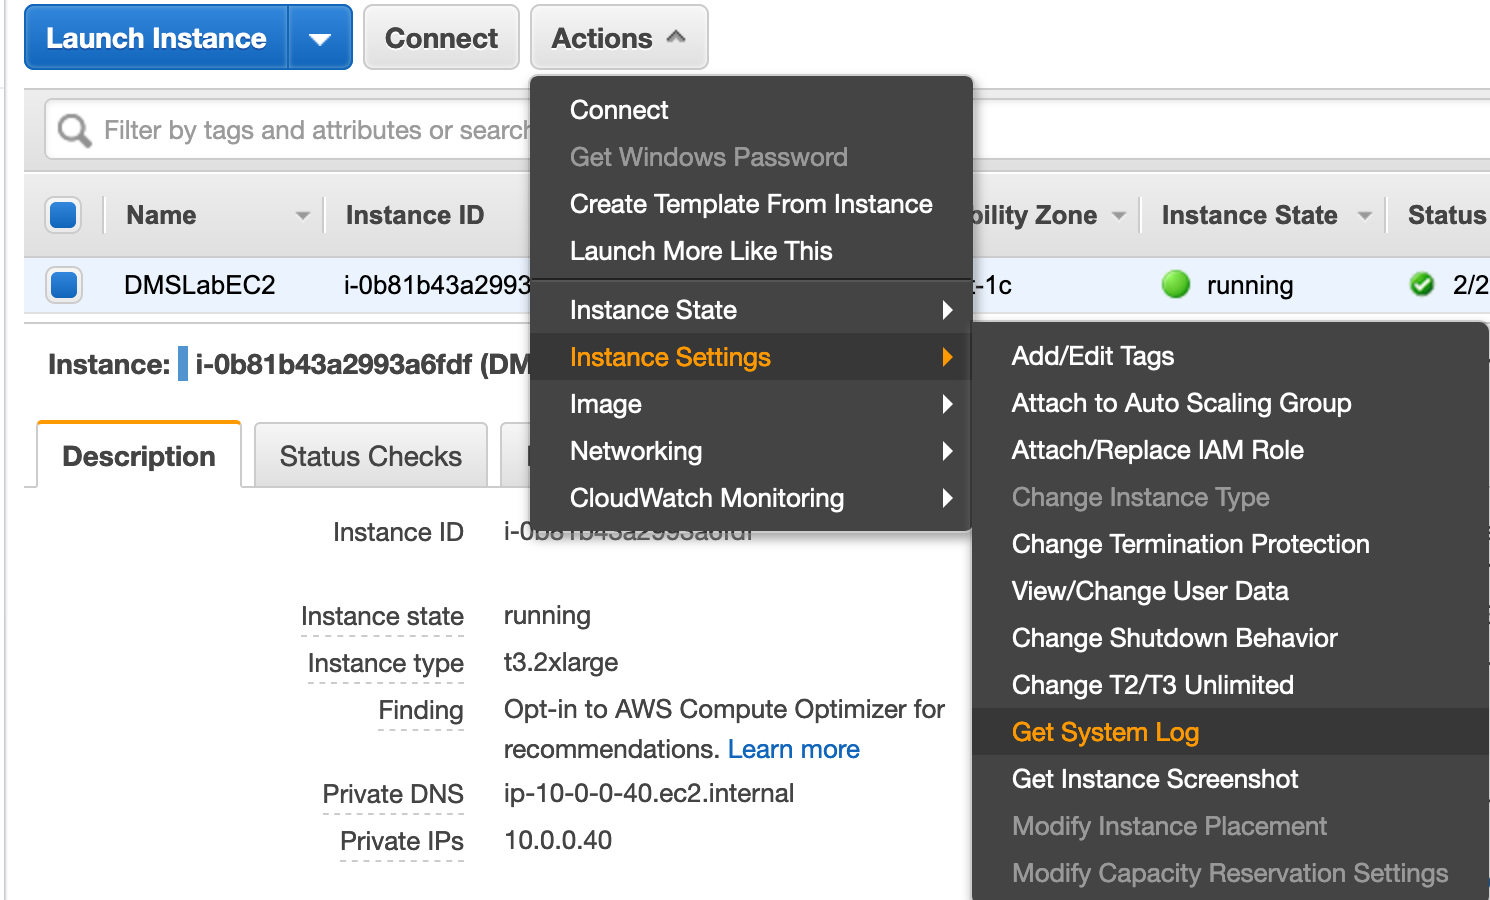 Launch Instance
Connect
Actions
Filter by tags and attributes or search
Connect
Get Windows Password
Create Template From Instance
Launch More Like This
Instance State
Instance Settings
Image
Networking
CloudWatch Monitoring
Name
Instance ID
bility Zone
Instance State
Status
DMSLabEC2
i-0b81b43a2993
t-1c
running
2/2
Add/Edit Tags
Attach to Auto Scaling Group
Attach/Replace IAM Role
Change Instance Type
Change Termination Protection
View/Change User Data
Change Shutdown Behavior
Change T2/T3 Unlimited
Get System Log
Get Instance Screenshot
Modify Instance Placement
Modify Capacity Reservation Settings
Instance: i-0b81b43a2993a6fdf (DM
Description
Status Checks
Instance ID i-0b81b43a2993a6fdf
Instance state running
Instance type t3.2xlarge
Finding Opt-in to AWS Compute Optimizer for
recommendations. Learn more
Private DNS ip-10-0-0-40.ec2.internal
Private IPs 10.0.0.40